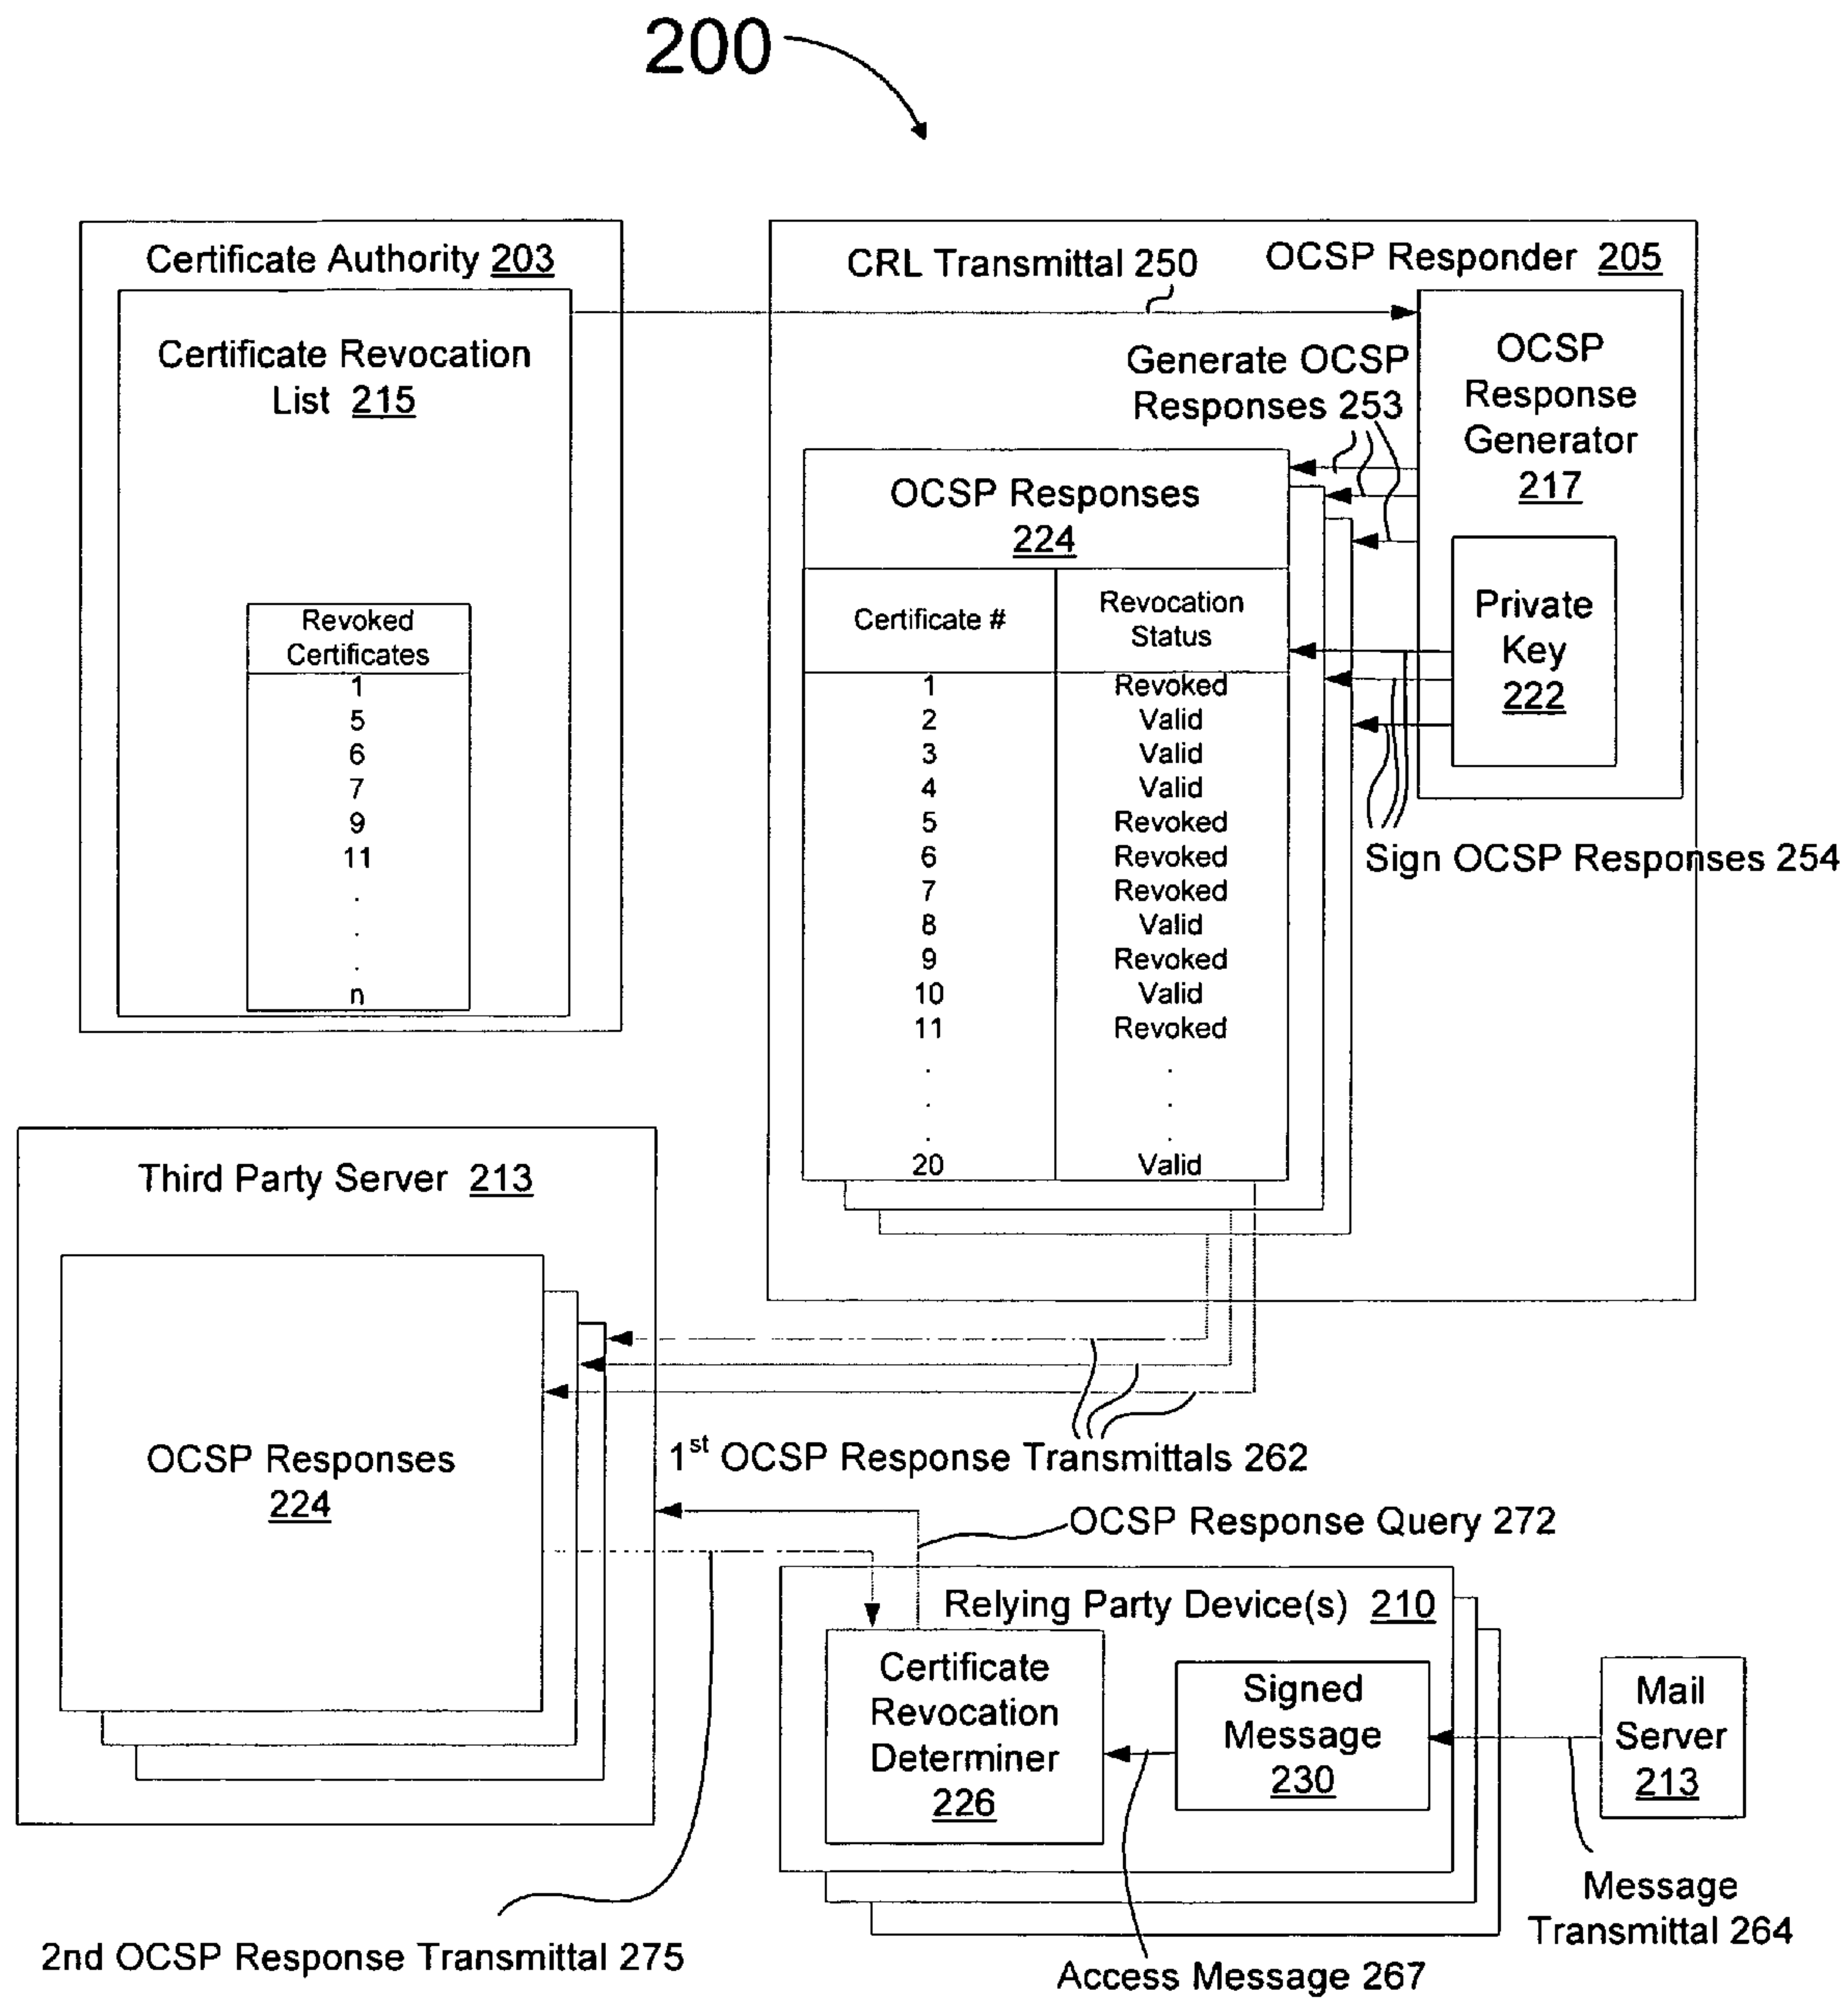 200
Certificate Authority 203
Certificate Revocation
List 215
Revoked
Certificates
1
5
6
7
9
11
.
.
.
n
CRL Transmittal 250
OCSP Responder 205
Generate OCSP
Responses 253
OCSP
Response
Generator
217
Private
Key
222
Sign OCSP Responses 254
OCSP Responses
224
Certificate # Revocation
Status
1 Revoked
2 Valid
3 Valid
4 Valid
5 Revoked
6 Revoked
7 Revoked
8 Valid
9 Revoked
10 Valid
11 Revoked
. .
. .
. .
20 Valid
Third Party Server 213
OCSP Responses
224
1st OCSP Response Transmittals 262
OCSP Response Query 272
Relying Party Device(s) 210
Certificate
Revocation
Determiner
226
Signed
Message
230
Mail
Server
213
Message
Transmittal 264
2nd OCSP Response Transmittal 275
Access Message 267